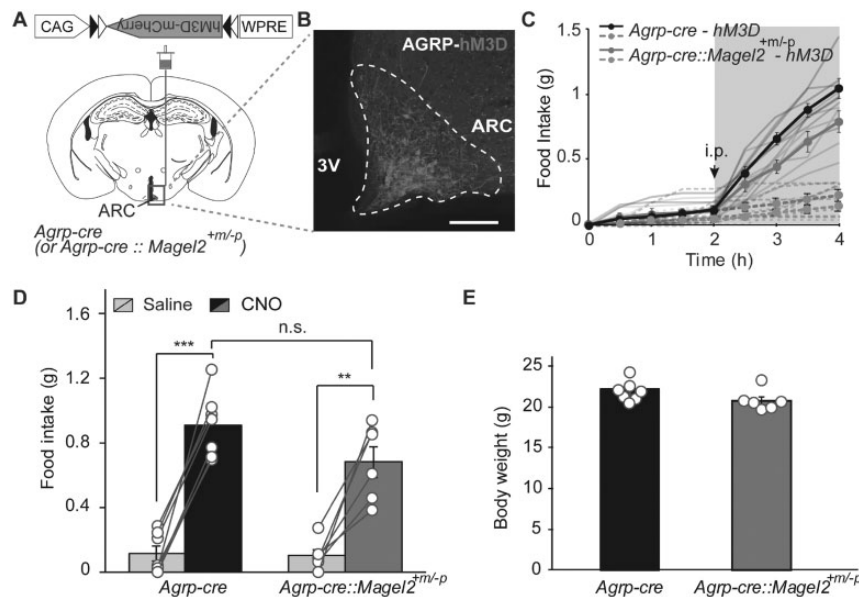 A
CAG
hM3D-mCherry
WPRE
ARC
Agrp-cre
(or Agrp-cre :: Magel2+m/-p)
B
AGRP-hM3D
ARC
3V
C
Agrp-cre - hM3D
Agrp-cre::Magel2+m/-p - hM3D
Food Intake (g)
1.5
1
0.5
0
i.p.
0 1 2 3 4
Time (h)
D
Saline CNO
n.s.
***
**
Food intake (g)
1.6
1.2
0.8
0.4
0
Agrp-cre Agrp-cre::Magel2+m/-p
E
Body weight (g)
25
20
15
10
5
0
Agrp-cre Agrp-cre::Magel2+m/-p